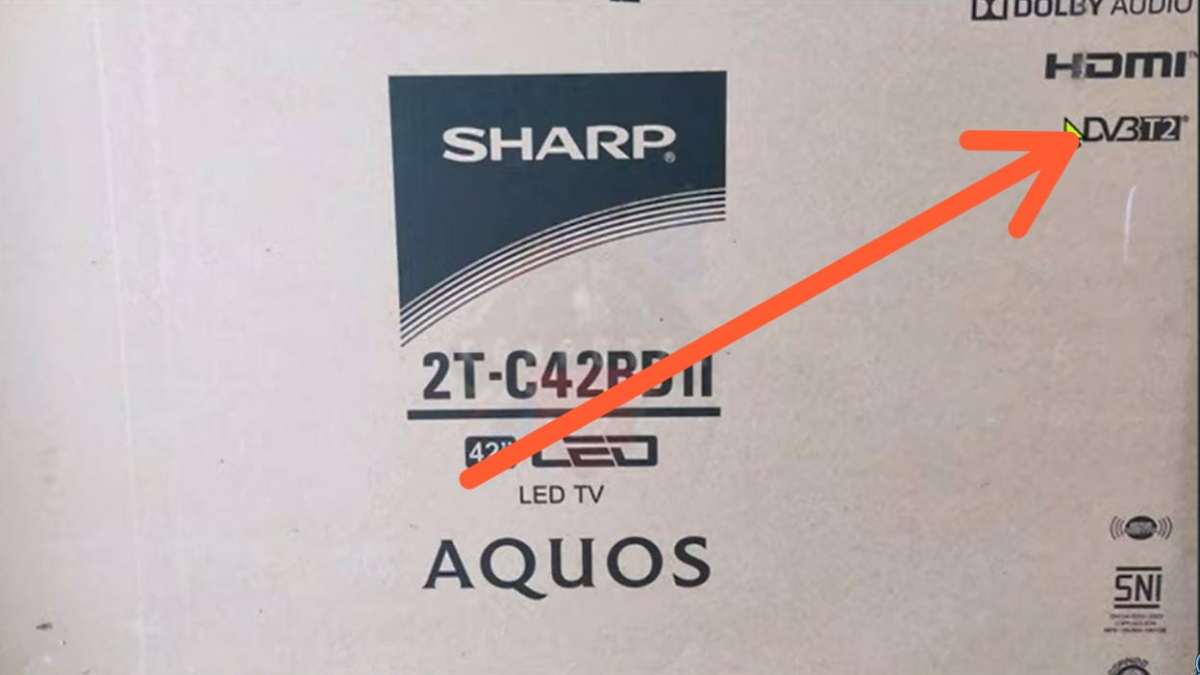 DOLBY AUDIO
HDMI
DVB T2
SHARP®
2T-C42BD1I
42" LED
LED TV
AQUOS
SNI